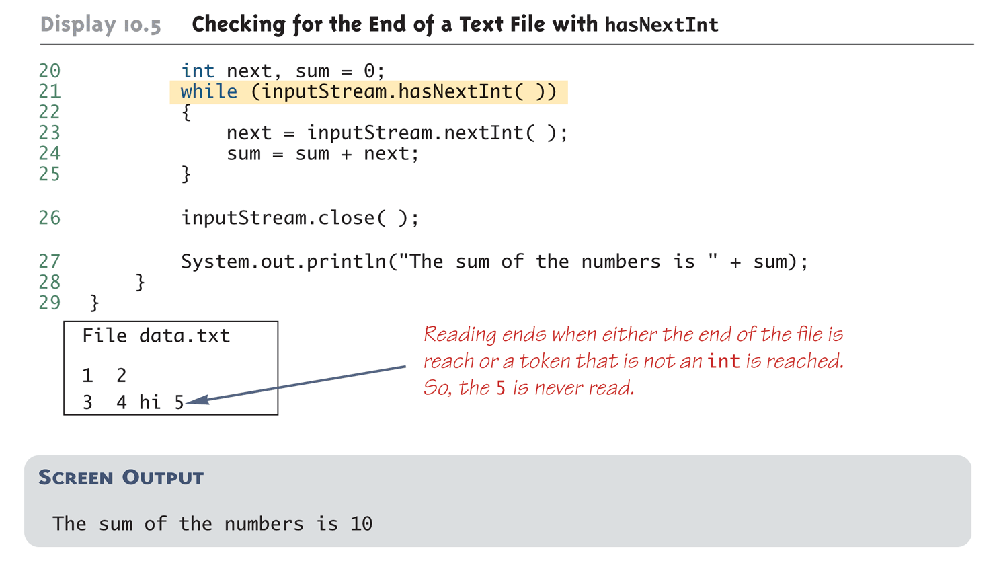 Display 10.5 Checking for the End of a Text File with hasNextInt
20 int next, sum = 0;
21 while (inputStream.hasNextInt( ))
22 {
23 next = inputStream.nextInt( );
24 sum = sum + next;
25 }
26 inputStream.close( );
27 System.out.println("The sum of the numbers is " + sum);
28 }
29 }
File data.txt
1 2
3 4 hi 5
Reading ends when either the end of the file is
reach or a token that is not an int is reached.
So, the 5 is never read.
SCREEN OUTPUT
The sum of the numbers is 10